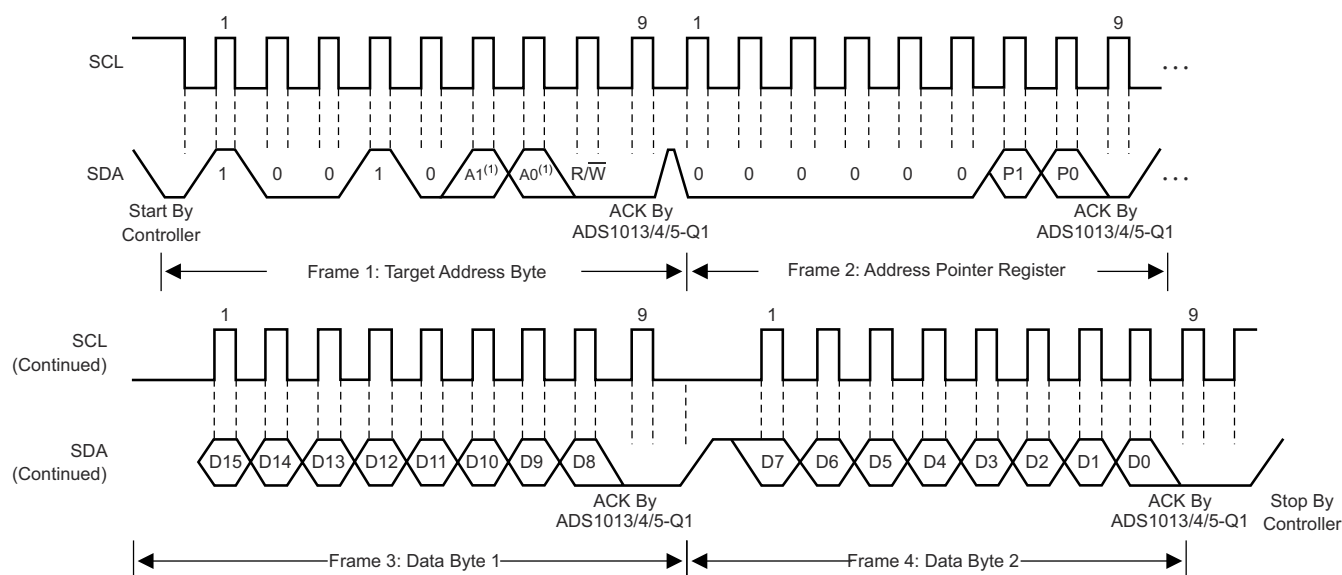 1 9 1 9
SCL ...
SDA 1 0 0 1 0 A1(1) A0(1) R/W̅ 0 0 0 0 0 0 P1 P0 ...
Start By
Controller
ACK By
ADS1013/4/5-Q1
ACK By
ADS1013/4/5-Q1
Frame 1: Target Address Byte
Frame 2: Address Pointer Register
1 9 1 9
SCL
(Continued)
SDA
(Continued)
D15 D14 D13 D12 D11 D10 D9 D8 D7 D6 D5 D4 D3 D2 D1 D0
ACK By
ADS1013/4/5-Q1
ACK By
ADS1013/4/5-Q1
Stop By
Controller
Frame 3: Data Byte 1
Frame 4: Data Byte 2